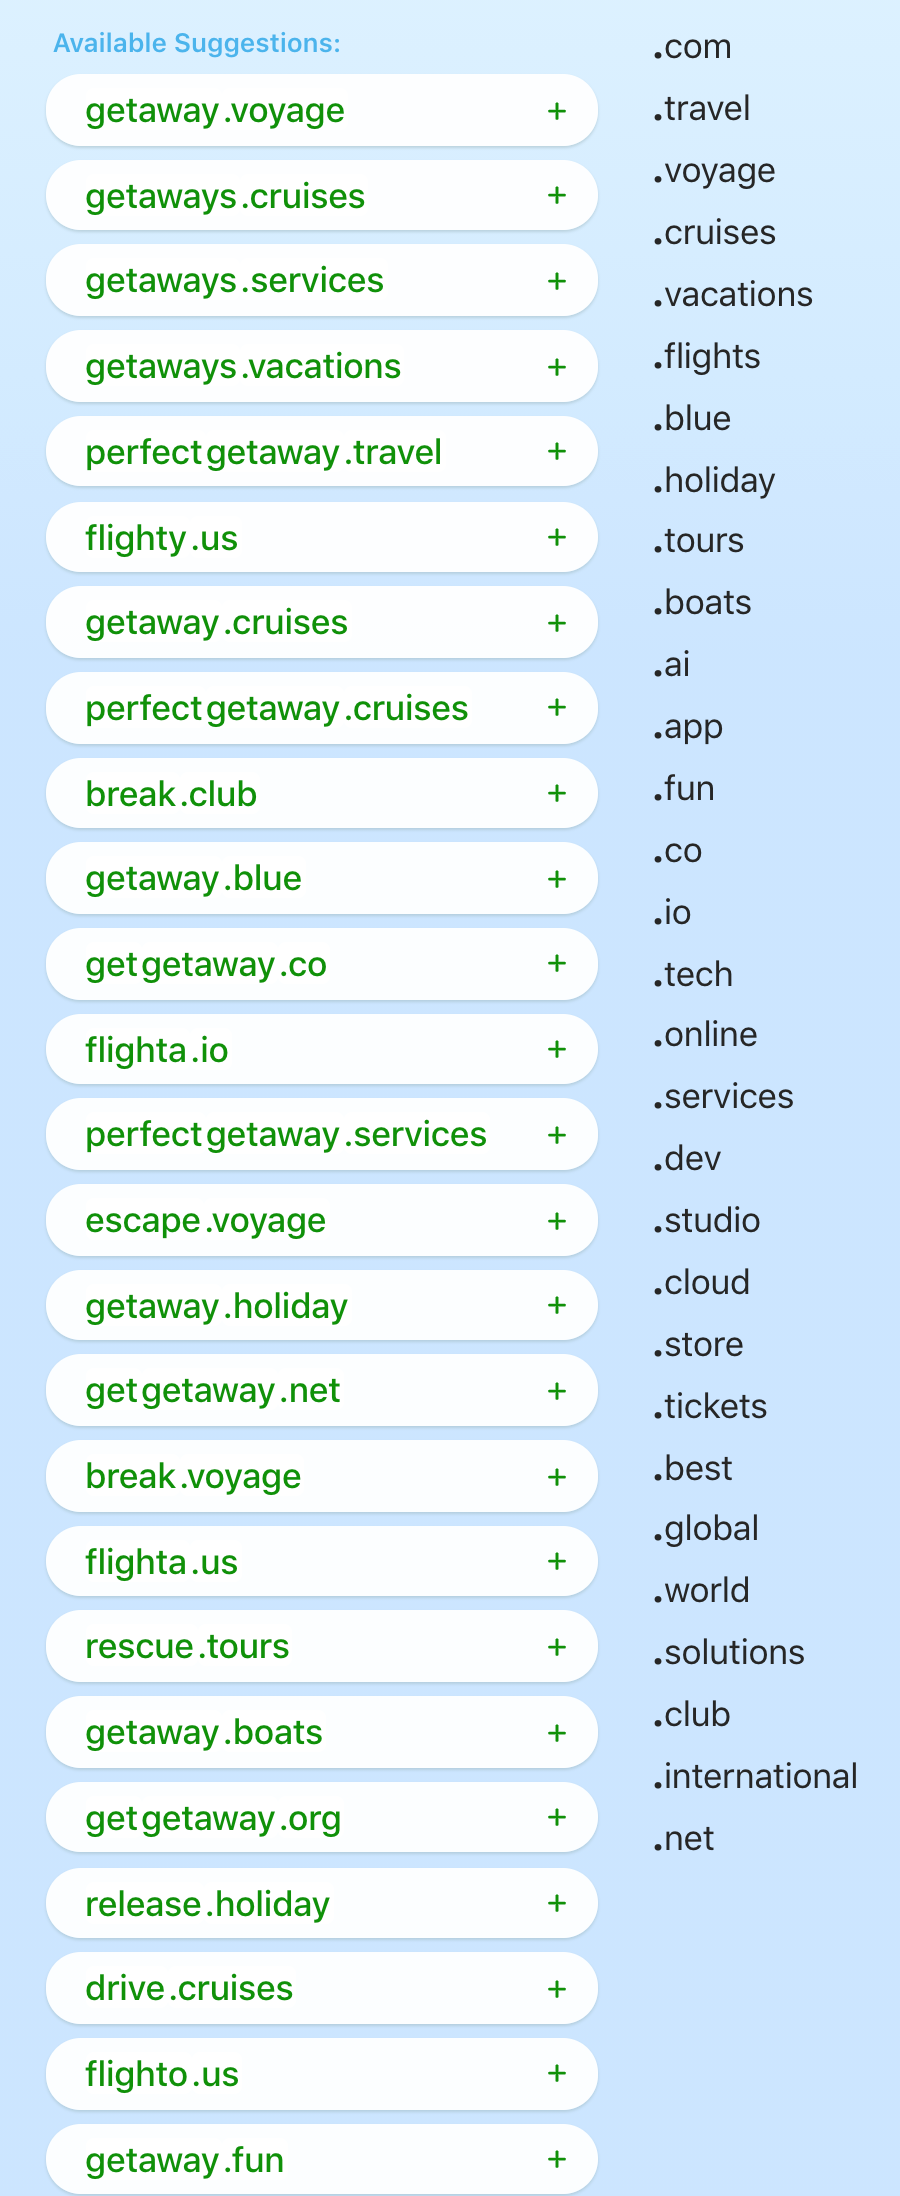 Available Suggestions:
getaway.voyage +
getaways.cruises +
getaways.services +
getaways.vacations +
perfectgetaway.travel +
flighty.us +
getaway.cruises +
perfectgetaway.cruises +
break.club +
getaway.blue +
getgetaway.co +
flighta.io +
perfectgetaway.services +
escape.voyage +
getaway.holiday +
getgetaway.net +
break.voyage +
flighta.us +
rescue.tours +
getaway.boats +
getgetaway.org +
release.holiday +
drive.cruises +
flighto.us +
getaway.fun +
.com
.travel
.voyage
.cruises
.vacations
.flights
.blue
.holiday
.tours
.boats
.ai
.app
.fun
.co
.io
.tech
.online
.services
.dev
.studio
.cloud
.store
.tickets
.best
.global
.world
.solutions
.club
.international
.net